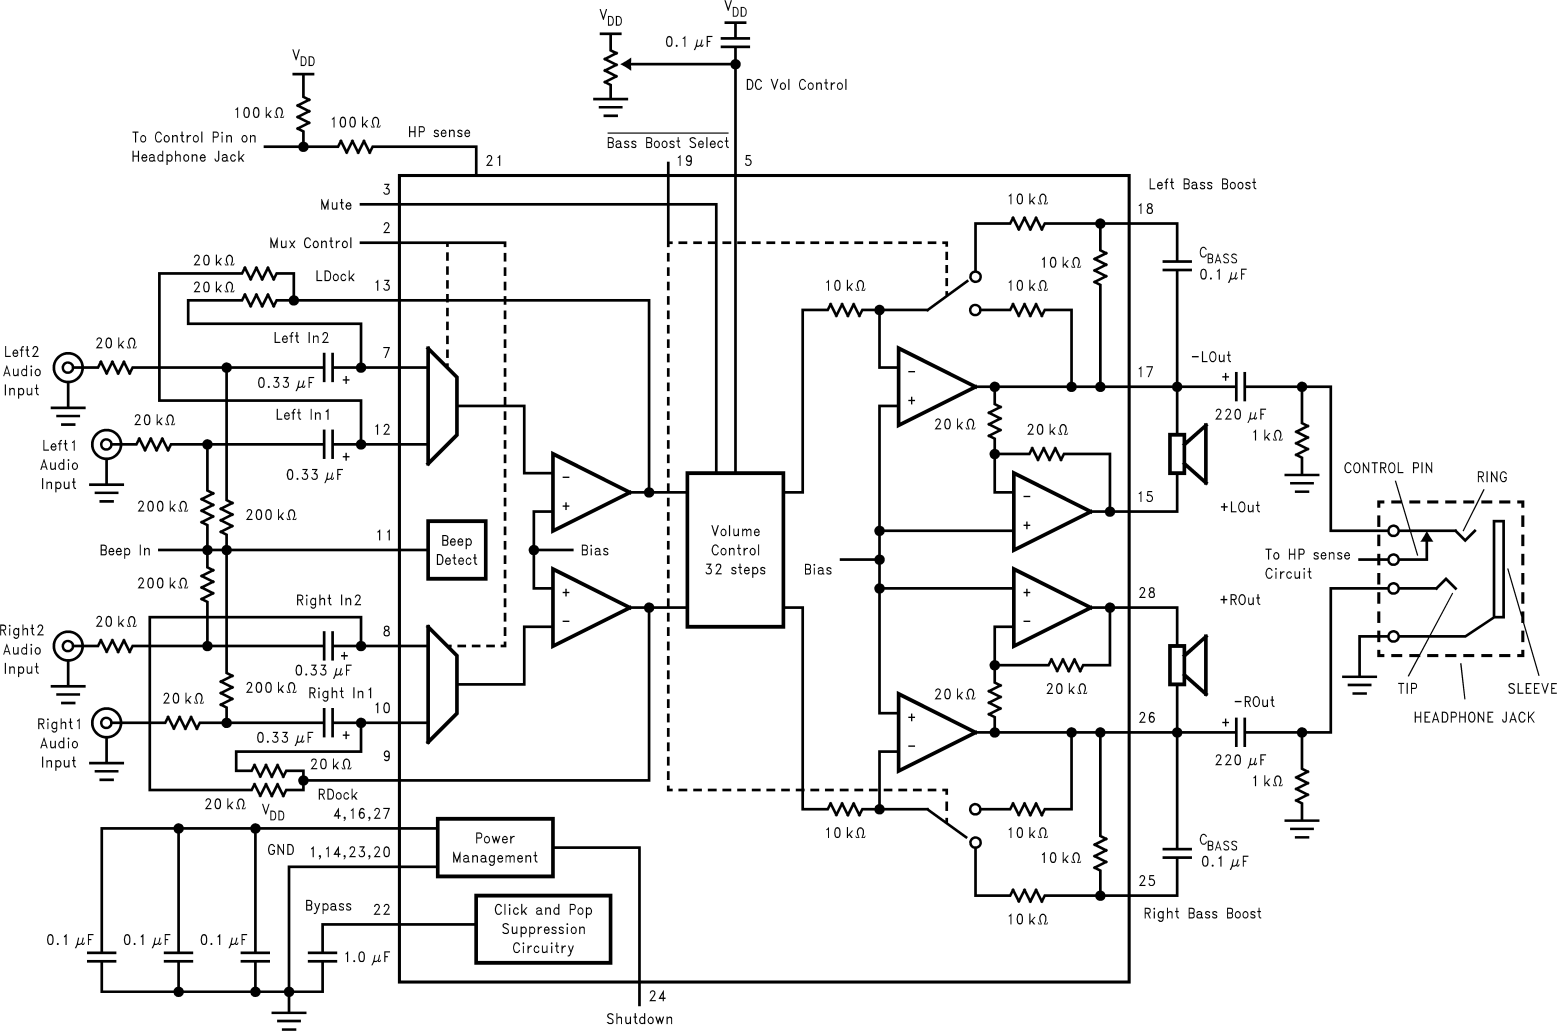 VDD
0.1 μF
VDD
DC Vol Control
VDD
100 kΩ
100 kΩ
HP sense
To Control Pin on
Headphone Jack
21
Bass Boost Select
19
5
3
Mute
2
Mux Control
20 kΩ
LDock
20 kΩ
13
Left In2
7
20 kΩ
Left2
Audio
Input
0.33 μF
+
Left In1
12
20 kΩ
Left1
Audio
Input
0.33 μF
+
200 kΩ
200 kΩ
Beep In
11
Beep
Detect
200 kΩ
Right In2
8
20 kΩ
Right2
Audio
Input
0.33 μF
+
200 kΩ
Right In1
10
20 kΩ
Right1
Audio
Input
0.33 μF
+
20 kΩ
9
20 kΩ
RDock
VDD
4,16,27
GND
1,14,23,20
Power
Management
Bypass
22
Click and Pop
Suppression
Circuitry
0.1 μF
0.1 μF
0.1 μF
1.0 μF
24
Shutdown
−
+
Bias
+
−
Volume
Control
32 steps
Left Bass Boost
10 kΩ
18
10 kΩ
CBASS
0.1 μF
10 kΩ
10 kΩ
−
+
−LOut
17
+
220 μF
1 kΩ
20 kΩ
20 kΩ
−
+
15
+LOut
Bias
+
−
28
+ROut
20 kΩ
20 kΩ
+
−
26
−ROut
+
220 μF
1 kΩ
10 kΩ
10 kΩ
10 kΩ
CBASS
0.1 μF
25
10 kΩ
Right Bass Boost
CONTROL PIN
RING
To HP sense
Circuit
TIP
SLEEVE
HEADPHONE JACK